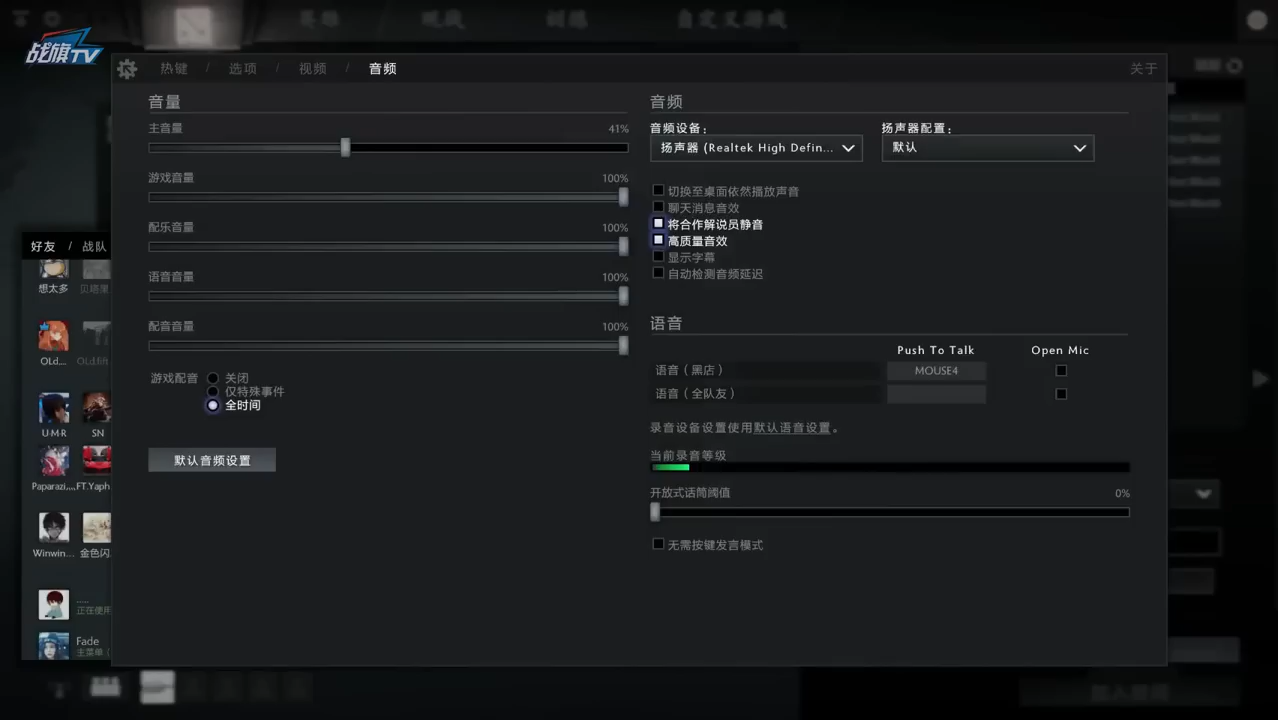 战旗TV
热键 / 选项 / 视频 / 音频
关于
音量
主音量 41%
游戏音量 100%
配乐音量 100%
语音音量 100%
配音音量 100%
游戏配音
关闭
仅特殊事件
全时间
默认音频设置
音频
音频设备: 扬声器配置:
扬声器 (Realtek High Defin... 默认
切换至桌面依然播放声音
聊天消息音效
将合作解说员静音
高质量音效
显示字幕
自动检测音频延迟
语音
Push To Talk Open Mic
语音（黑店） MOUSE4
语音（全队友）
录音设备设置使用默认语音设置。
当前录音等级
开放式话筒阈值 0%
无需按键发言模式
好友 / 战队
想太多 贝塔果
OLd.... OLd.fift
U·M·R SN
Paparazi,... FT.Yaph
Winwin... 金色闪
.....
正在使用
Fade
主菜单（
自定义游戏